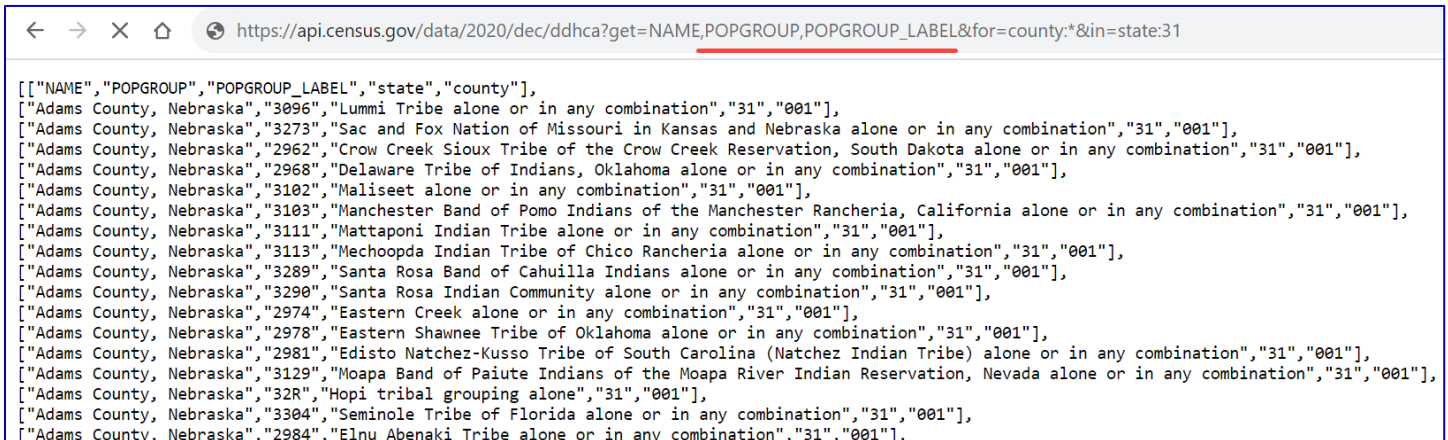 https://api.census.gov/data/2020/dec/ddhca?get=NAME,POPGROUP,POPGROUP_LABEL&for=county:*&in=state:31
[["NAME","POPGROUP","POPGROUP_LABEL","state","county"],
["Adams County, Nebraska","3096","Lummi Tribe alone or in any combination","31","001"],
["Adams County, Nebraska","3273","Sac and Fox Nation of Missouri in Kansas and Nebraska alone or in any combination","31","001"],
["Adams County, Nebraska","2962","Crow Creek Sioux Tribe of the Crow Creek Reservation, South Dakota alone or in any combination","31","001"],
["Adams County, Nebraska","2968","Delaware Tribe of Indians, Oklahoma alone or in any combination","31","001"],
["Adams County, Nebraska","3102","Maliseet alone or in any combination","31","001"],
["Adams County, Nebraska","3103","Manchester Band of Pomo Indians of the Manchester Rancheria, California alone or in any combination","31","001"],
["Adams County, Nebraska","3111","Mattaponi Indian Tribe alone or in any combination","31","001"],
["Adams County, Nebraska","3113","Mechoopda Indian Tribe of Chico Rancheria alone or in any combination","31","001"],
["Adams County, Nebraska","3289","Santa Rosa Band of Cahuilla Indians alone or in any combination","31","001"],
["Adams County, Nebraska","3290","Santa Rosa Indian Community alone or in any combination","31","001"],
["Adams County, Nebraska","2974","Eastern Creek alone or in any combination","31","001"],
["Adams County, Nebraska","2978","Eastern Shawnee Tribe of Oklahoma alone or in any combination","31","001"],
["Adams County, Nebraska","2981","Edisto Natchez-Kusso Tribe of South Carolina (Natchez Indian Tribe) alone or in any combination","31","001"],
["Adams County, Nebraska","3129","Moapa Band of Paiute Indians of the Moapa River Indian Reservation, Nevada alone or in any combination","31","001"],
["Adams County, Nebraska","32R","Hopi tribal grouping alone","31","001"],
["Adams County, Nebraska","3304","Seminole Tribe of Florida alone or in any combination","31","001"],
["Adams County, Nebraska","2984","Elnu Abenaki Tribe alone or in any combination","31","001"],